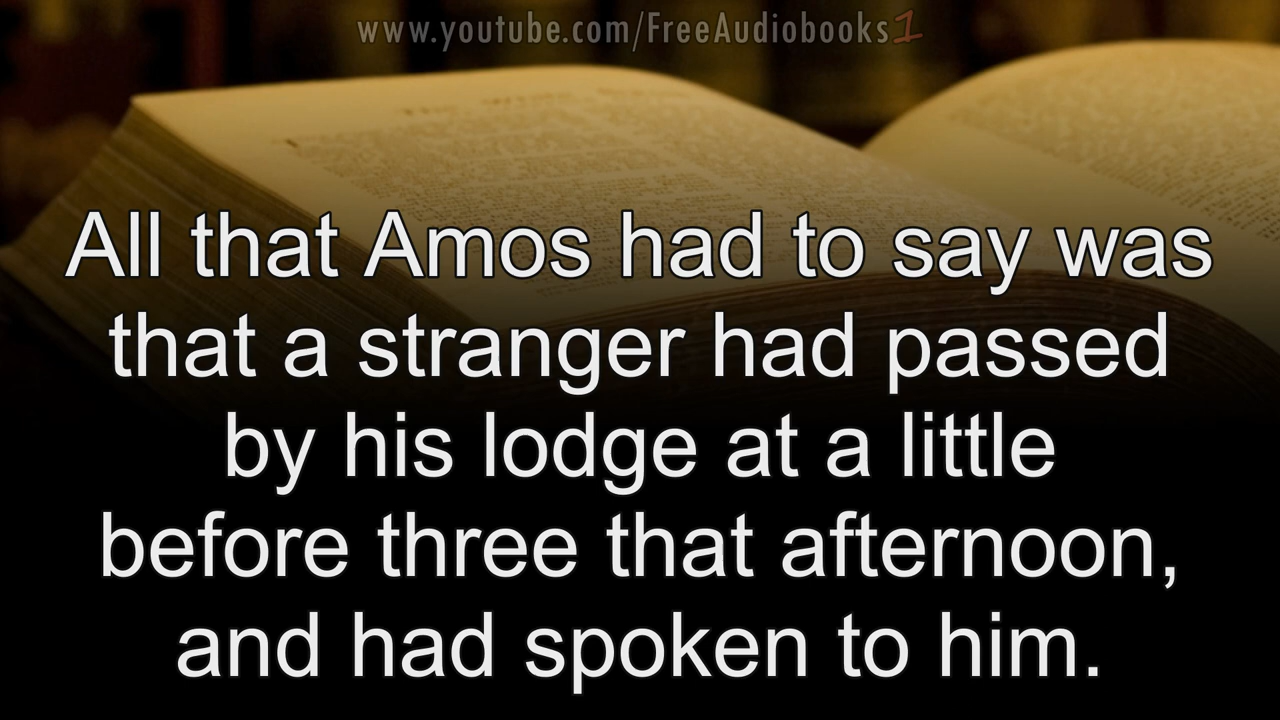 www.youtube.com/FreeAudiobooks1
All that Amos had to say was
that a stranger had passed
by his lodge at a little
before three that afternoon,
and had spoken to him.